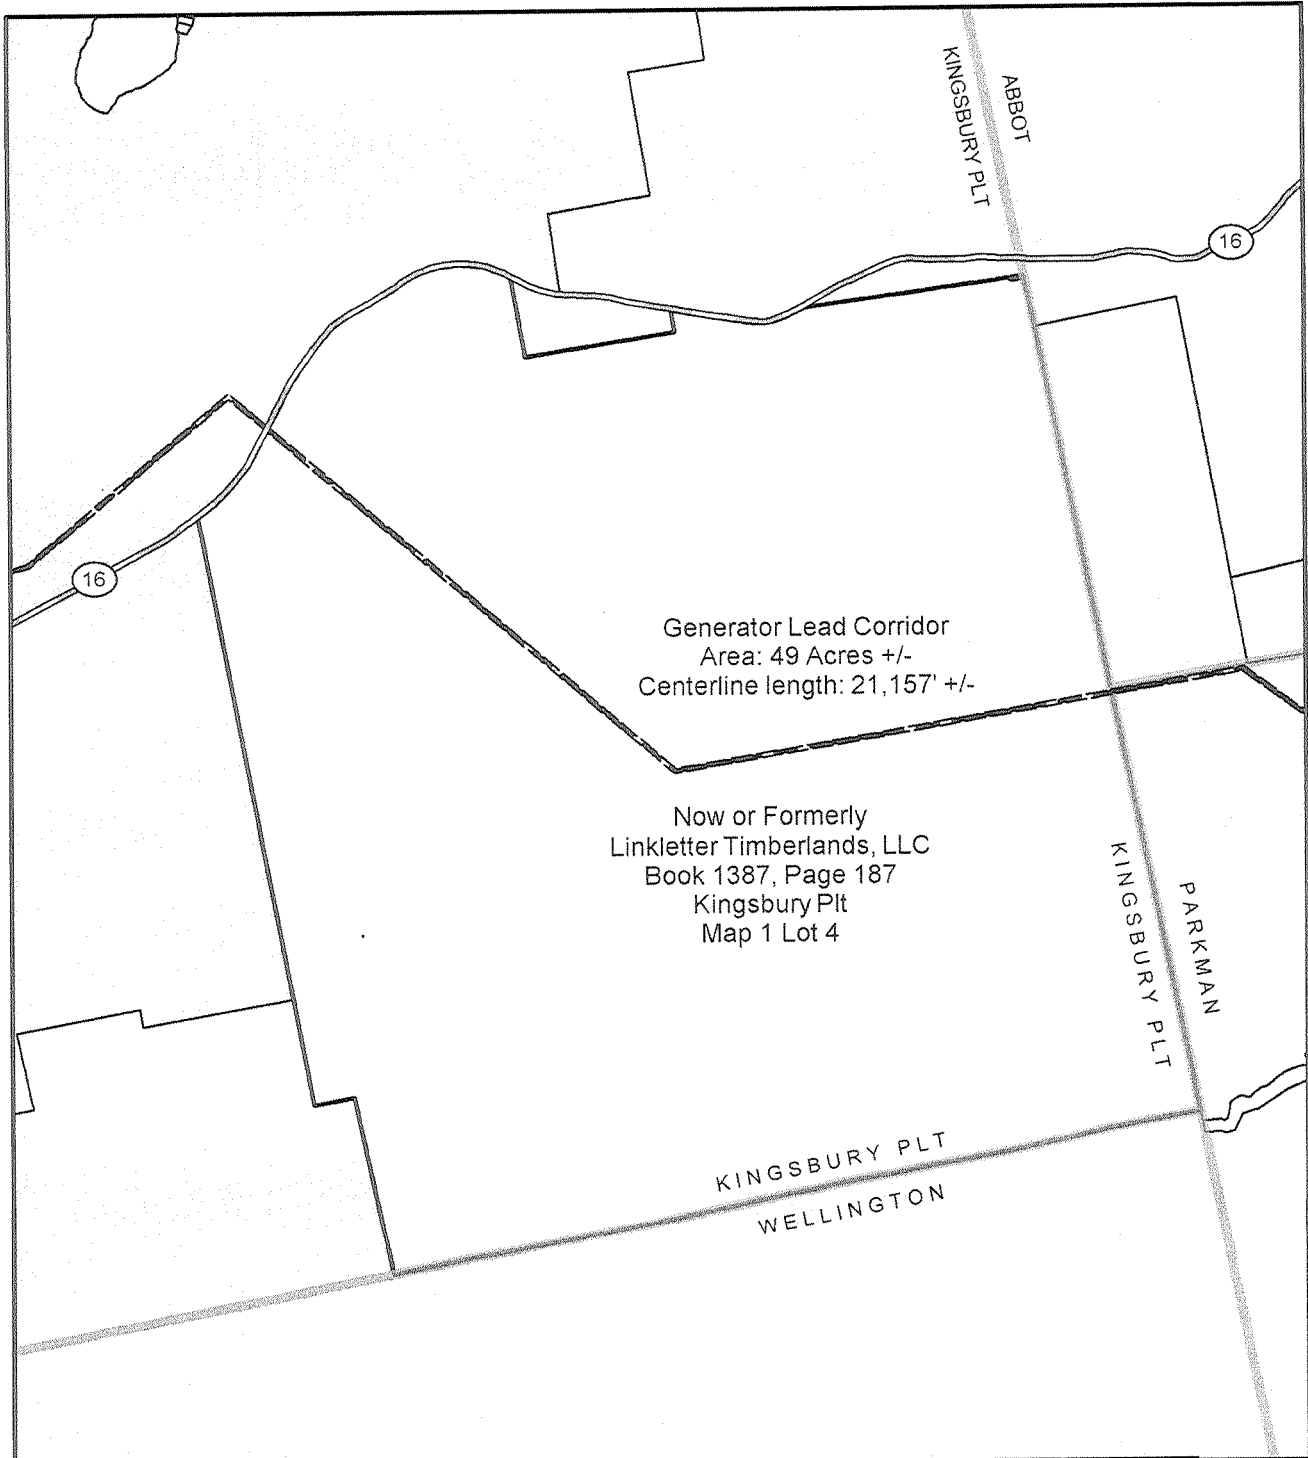 KINGSBURY PLT
ABBOT
16
16
Generator Lead Corridor
Area: 49 Acres +/-
Centerline length: 21,157' +/-
Now or Formerly
Linkletter Timberlands, LLC
Book 1387, Page 187
Kingsbury Plt
Map 1 Lot 4
KINGSBURY PLT
PARKMAN
KINGSBURY PLT
WELLINGTON